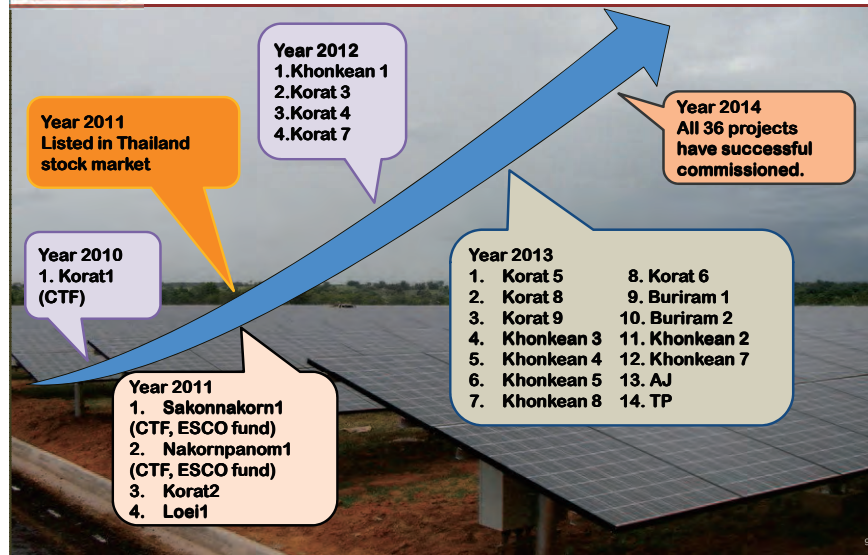 Year 2010
1. Korat1
(CTF)
Year 2011
Listed in Thailand
stock market
Year 2011
1. Sakonnakorn1
(CTF, ESCO fund)
2. Nakornpanom1
(CTF, ESCO fund)
3. Korat2
4. Loei1
Year 2012
1.Khonkean 1
2.Korat 3
3.Korat 4
4.Korat 7
Year 2013
1. Korat 5
2. Korat 8
3. Korat 9
4. Khonkean 3
5. Khonkean 4
6. Khonkean 5
7. Khonkean 8
8. Korat 6
9. Buriram 1
10. Buriram 2
11. Khonkean 2
12. Khonkean 7
13. AJ
14. TP
Year 2014
All 36 projects
have successful
commissioned.